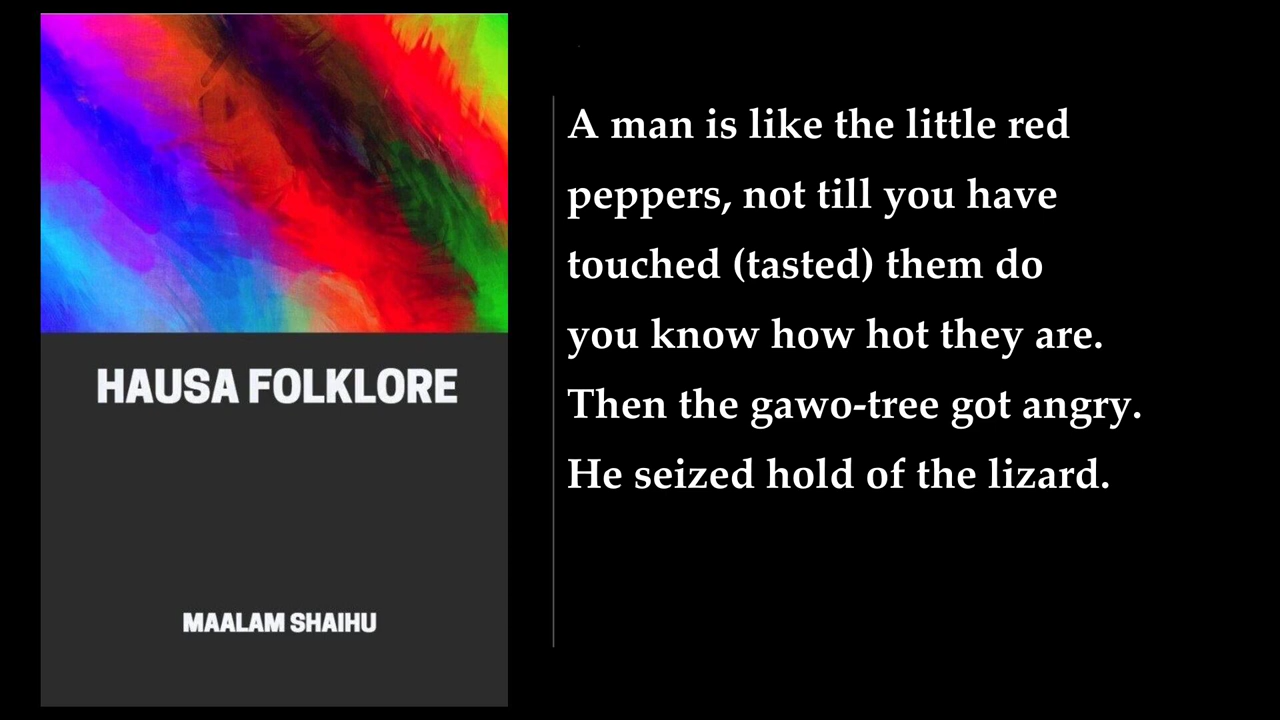 HAUSA FOLKLORE
MAALAM SHAIHU
A man is like the little red
peppers, not till you have
touched (tasted) them do
you know how hot they are.
Then the gawo-tree got angry.
He seized hold of the lizard.